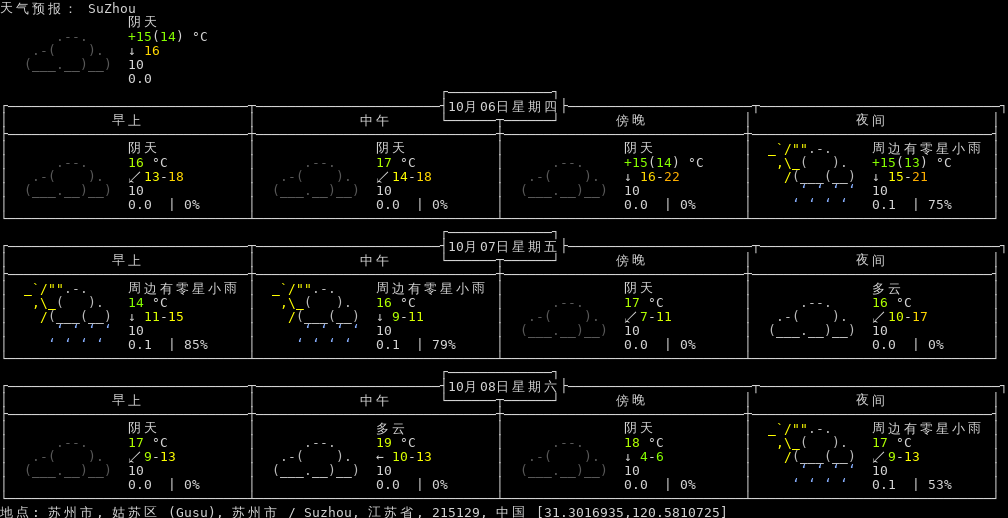 天气预报: SuZhou
阴天
+15(14) °C
↓ 16
10
0.0
10月06日星期四
早上 中午 傍晚 夜间
阴天 阴天 阴天 周边有零星小雨
16 °C 17 °C +15(14) °C +15(13) °C
↙ 13-18 ↙ 14-18 ↓ 16-22 ↓ 15-21
10 10 10 10
0.0 | 0% 0.0 | 0% 0.0 | 0% 0.1 | 75%
10月07日星期五
早上 中午 傍晚 夜间
周边有零星小雨 周边有零星小雨 阴天 多云
14 °C 16 °C 17 °C 16 °C
↓ 11-15 ↓ 9-11 ↙ 7-11 ↙ 10-17
10 10 10 10
0.1 | 85% 0.1 | 79% 0.0 | 0% 0.0 | 0%
10月08日星期六
早上 中午 傍晚 夜间
阴天 多云 阴天 周边有零星小雨
17 °C 19 °C 18 °C 17 °C
↙ 9-13 ← 10-13 ↓ 4-6 ↙ 9-13
10 10 10 10
0.0 | 0% 0.0 | 0% 0.0 | 0% 0.1 | 53%
地点: 苏州市, 姑苏区 (Gusu), 苏州市 / Suzhou, 江苏省, 215129, 中国 [31.3016935,120.5810725]